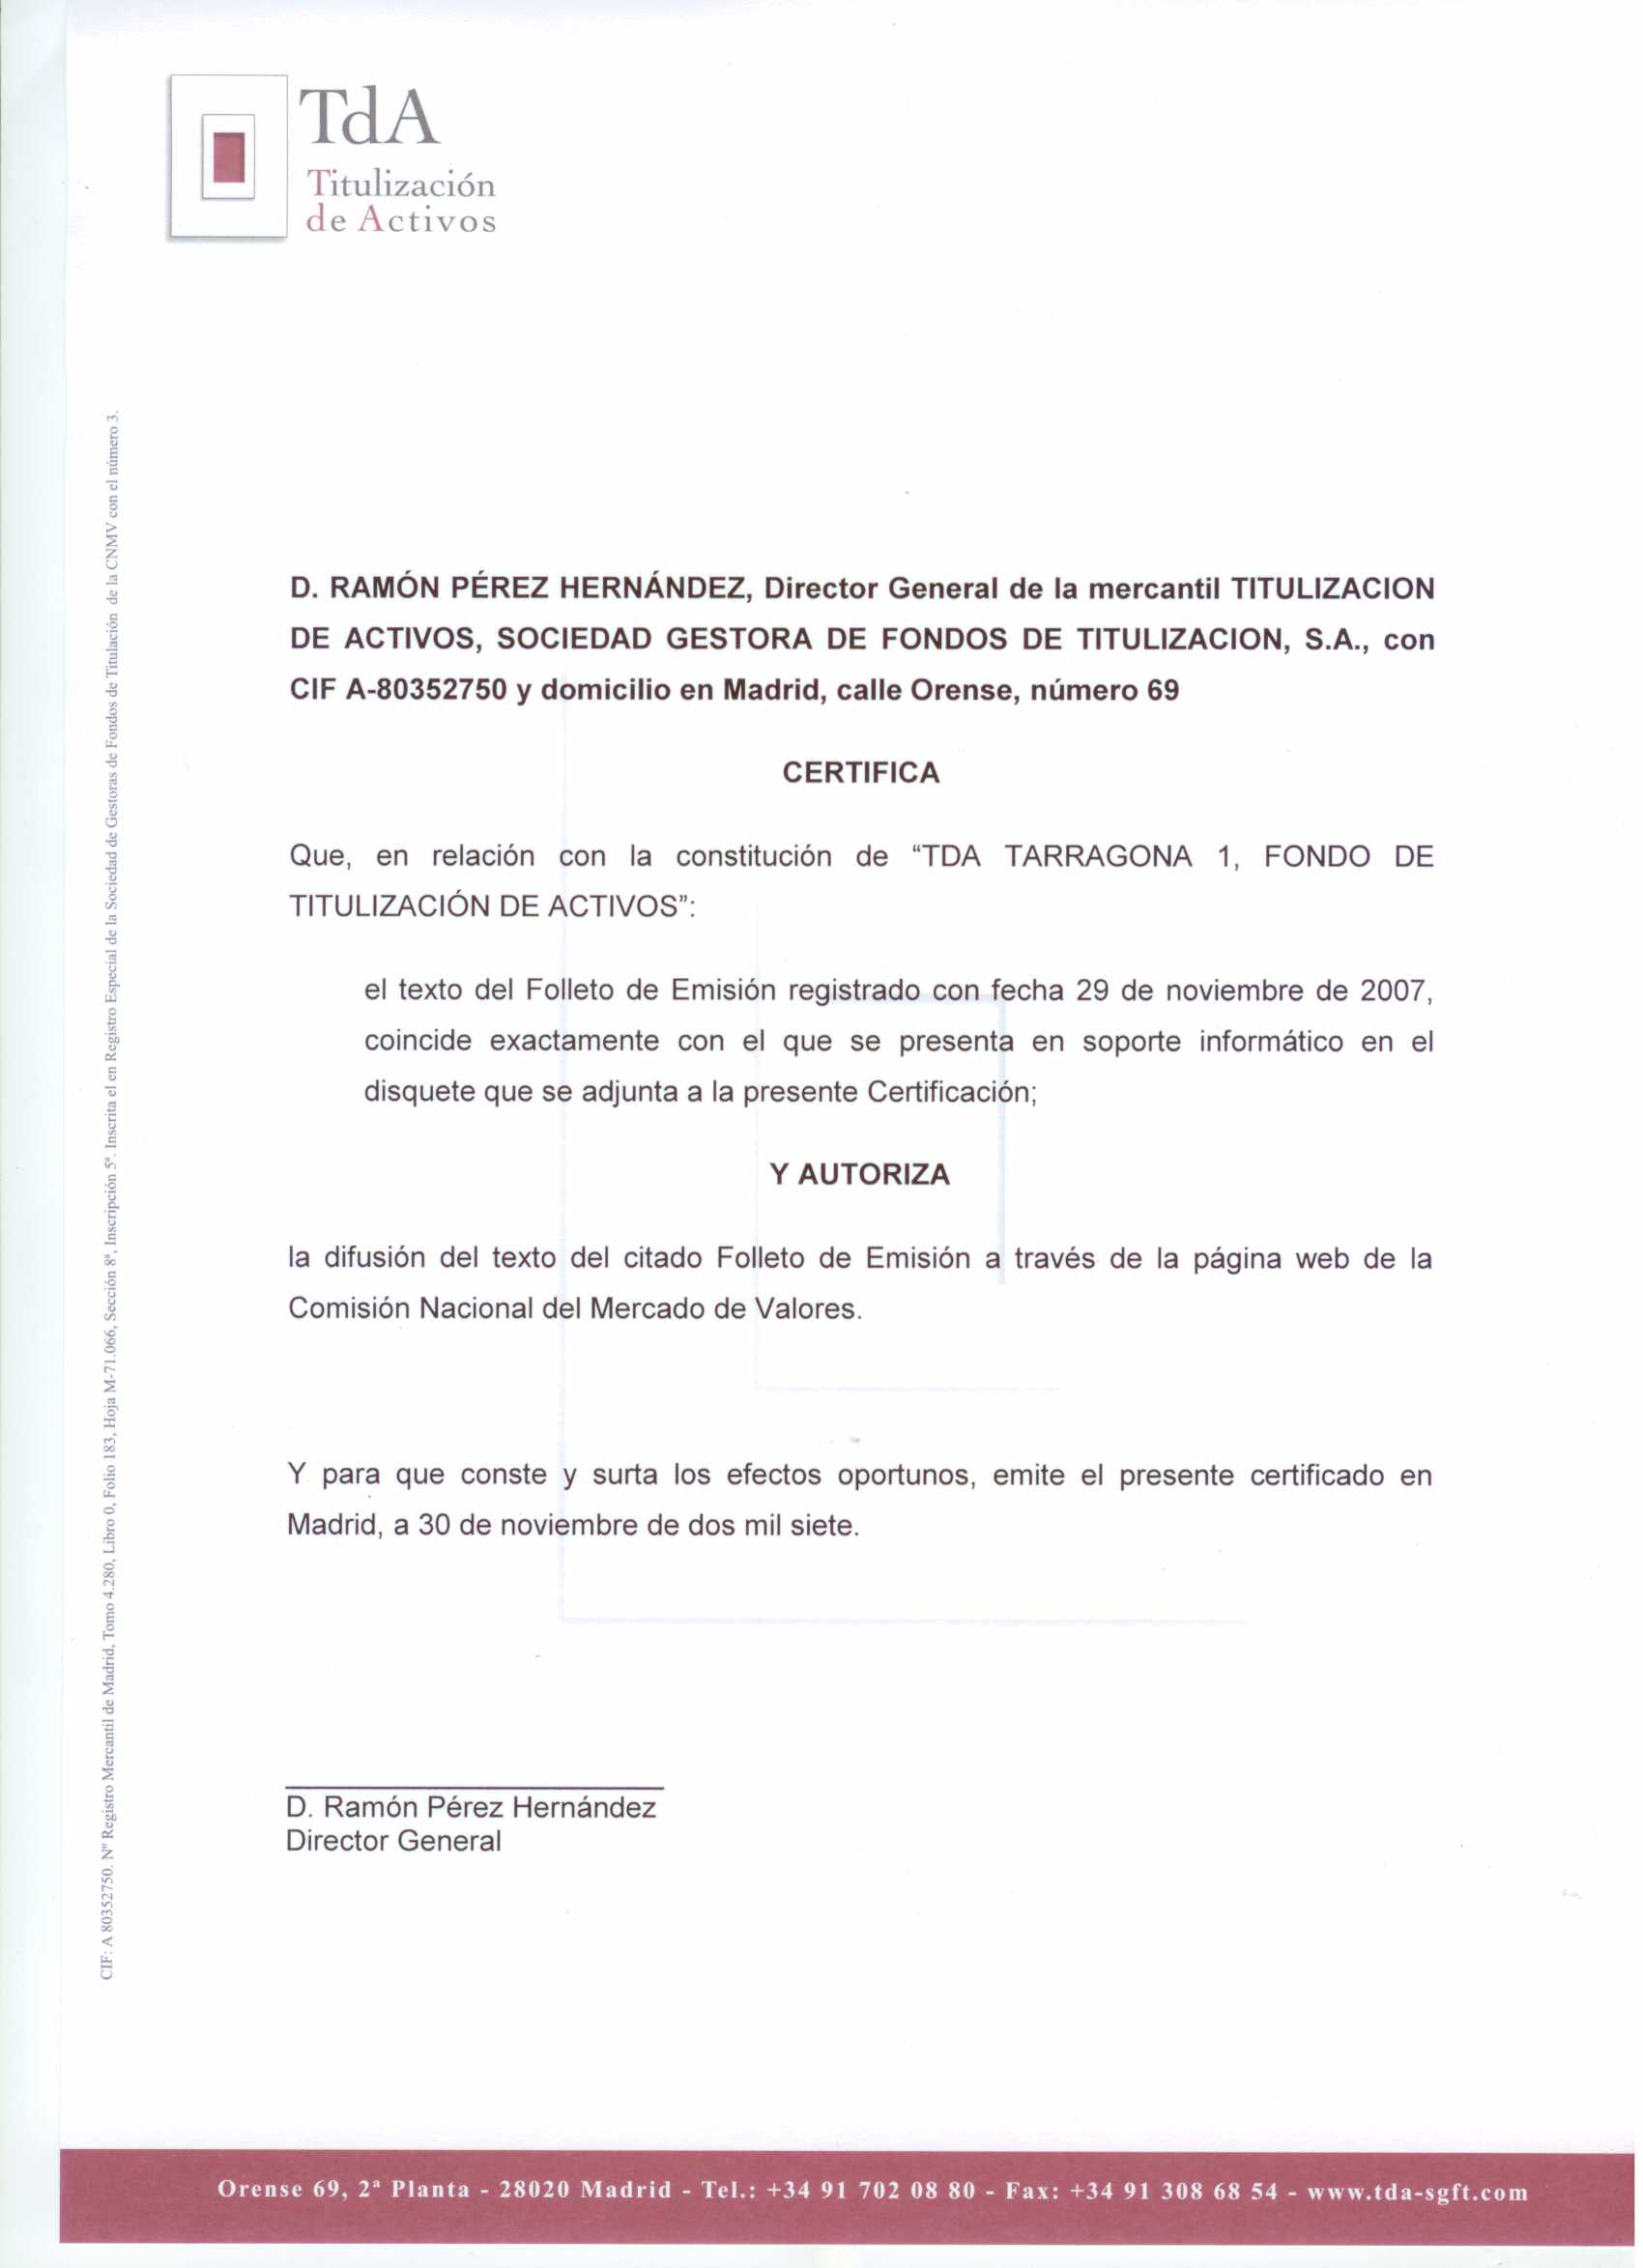 TdA
Titulización
de Activos
D. RAMÓN PÉREZ HERNÁNDEZ, Director General de la mercantil TITULIZACION
DE ACTIVOS, SOCIEDAD GESTORA DE FONDOS DE TITULIZACION, S.A., con
CIF A-80352750 y domicilio en Madrid, calle Orense, número 69
CERTIFICA
Que, en relación con la constitución de “TDA TARRAGONA 1, FONDO DE
TITULIZACIÓN DE ACTIVOS”:
el texto del Folleto de Emisión registrado con fecha 29 de noviembre de 2007,
coincide exactamente con el que se presenta en soporte informático en el
disquete que se adjunta a la presente Certificación;
Y AUTORIZA
la difusión del texto del citado Folleto de Emisión a través de la página web de la
Comisión Nacional del Mercado de Valores.
Y para que conste y surta los efectos oportunos, emite el presente certificado en
Madrid, a 30 de noviembre de dos mil siete.
D. Ramón Pérez Hernández
Director General
CIF: A 80352750. Nº Registro Mercantil de Madrid, Tomo 4.280, Libro 0, Folio 183, Hoja M-71.066, Sección 8ª, Inscripción 5ª. Inscrita el en Registro Especial de la Sociedad de Gestoras de Fondos de Titulación de la CNMV con el número 3.
Orense 69, 2ª Planta - 28020 Madrid - Tel.: +34 91 702 08 80 - Fax: +34 91 308 68 54 - www.tda-sgft.com